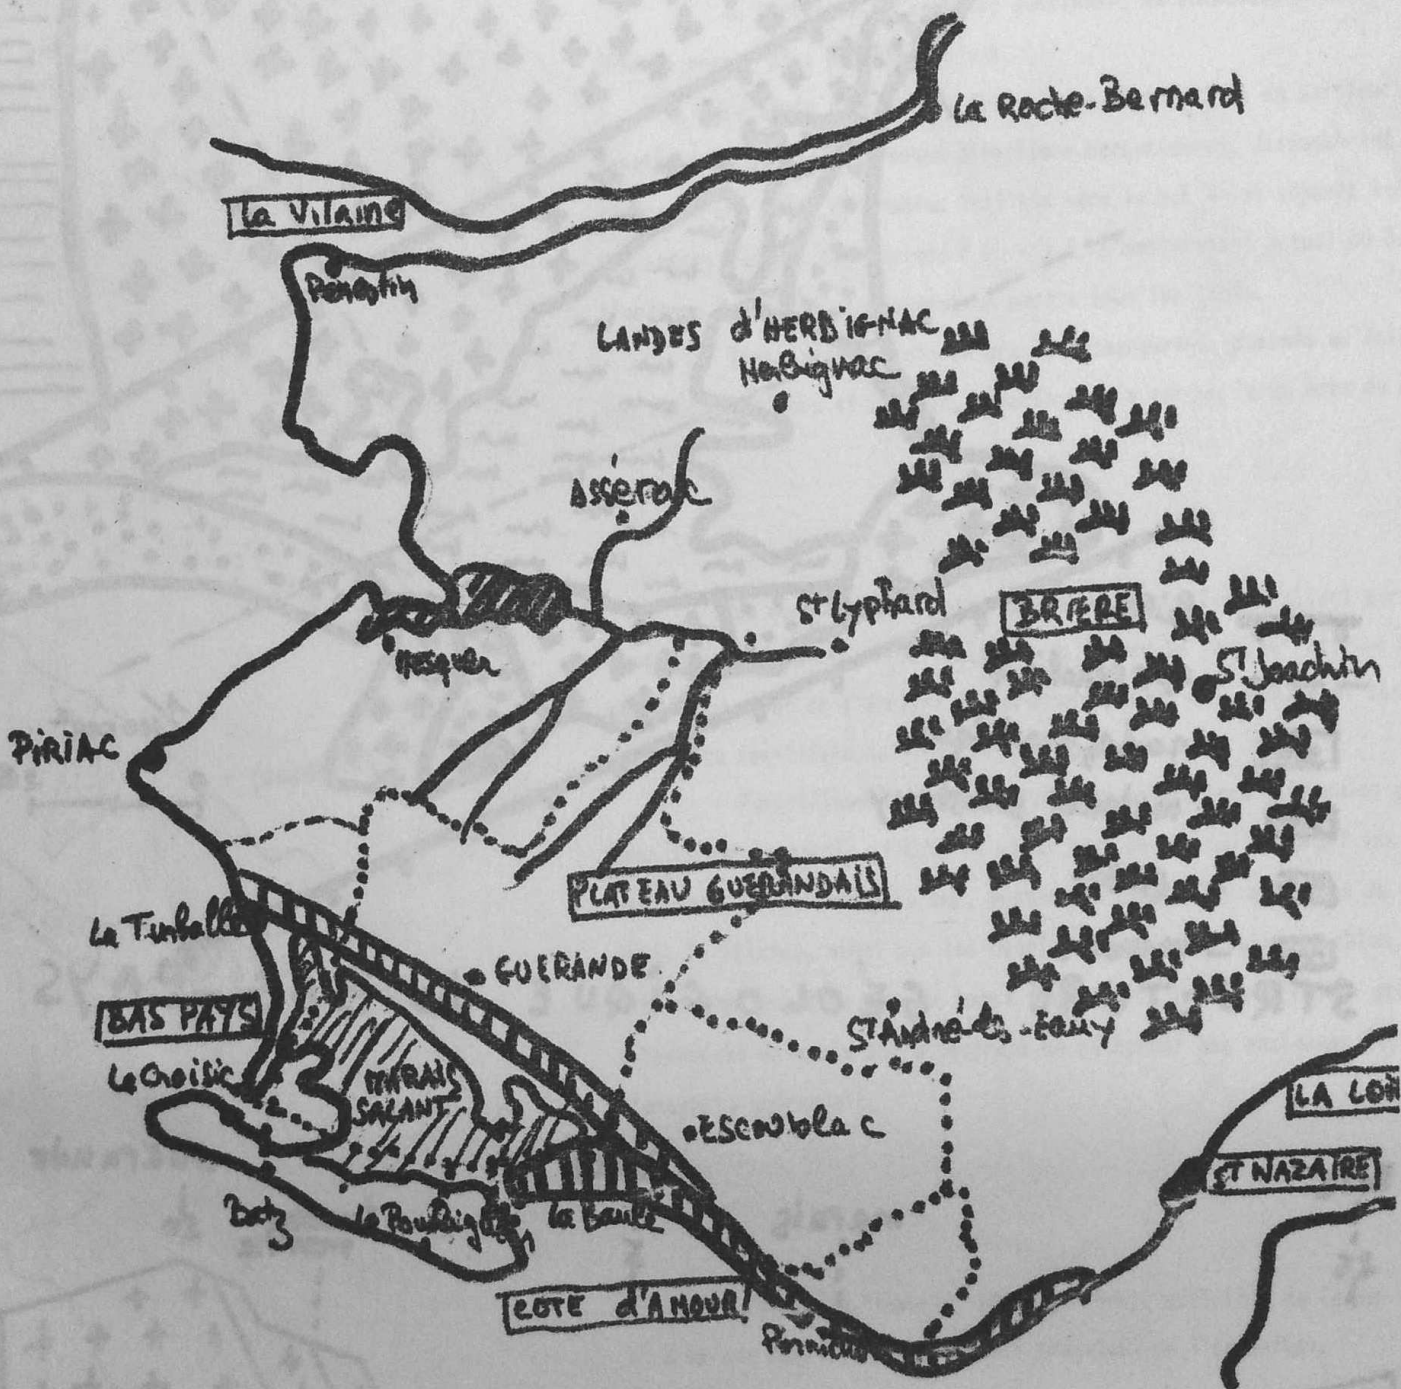 La Roche-Bernard
La Vilaine
Penestin
LANDES d'HERBIGNAC
Herbignac
Assérac
St Lyphard
BRIERE
Mesquer
St Joachin
PIRIAC
PLATEAU GUERANDAIS
La Turballe
GUERANDE
BAS PAYS
St André-des-Eaux
Le Croisic
MARAIS
SALANT
LA LOI
Escoublac
ST NAZAIRE
Batz
Le Pouliguen
La Baule
COTE d'AMOUR
Pornichet